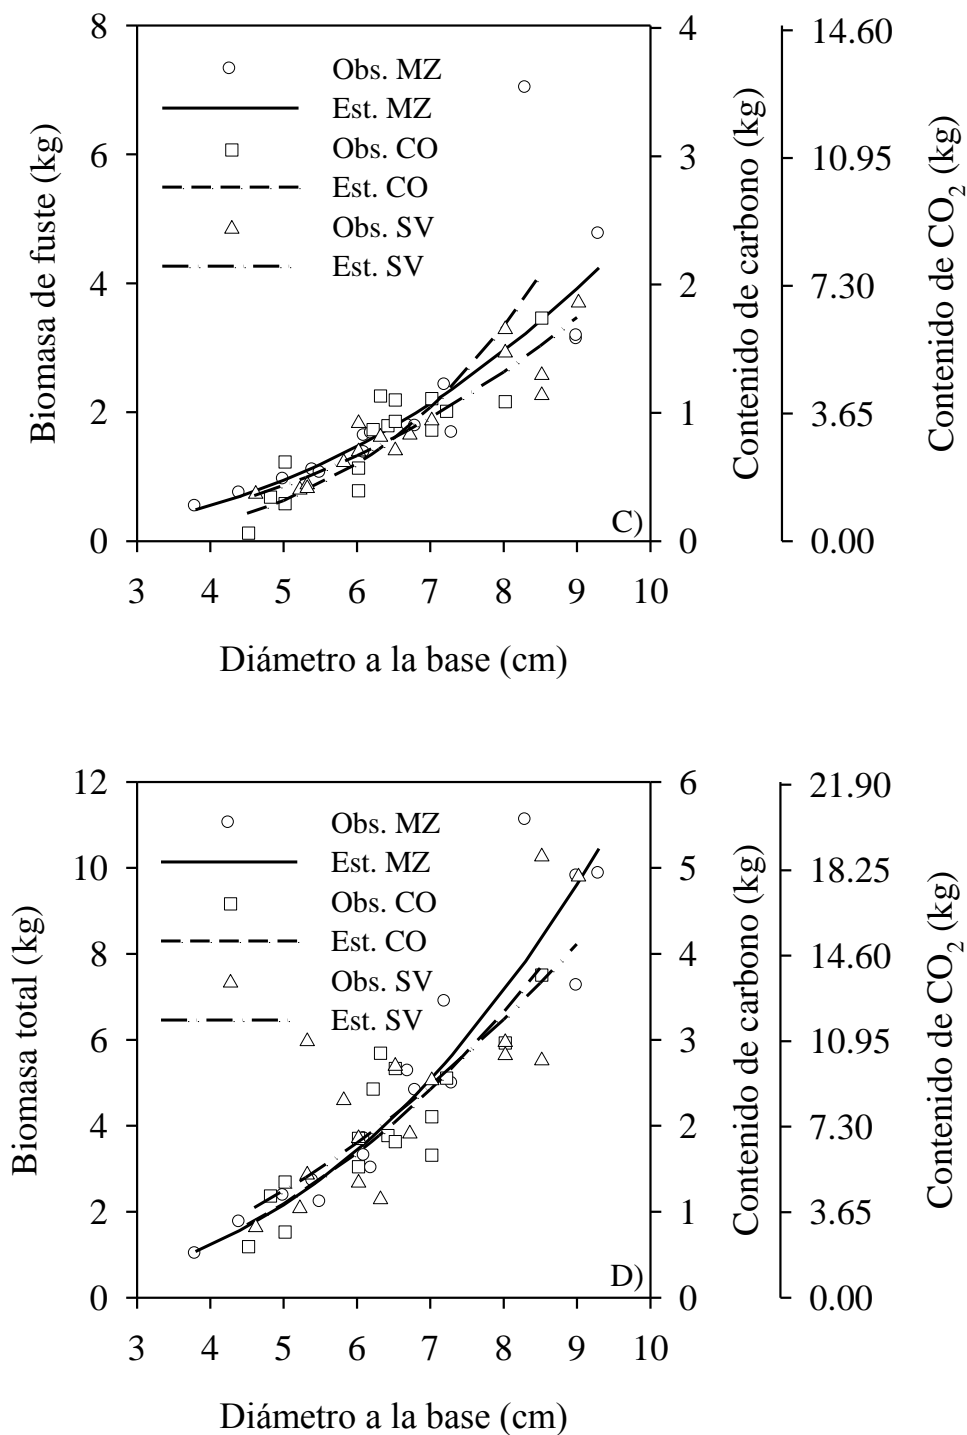 8
6
4
2
0
Biomasa de fuste (kg)
Obs. MZ
Est. MZ
Obs. CO
Est. CO
Obs. SV
Est. SV
C)
3 4 5 6 7 8 9 10
Diámetro a la base (cm)
4
3
2
1
0
Contenido de carbono (kg)
14.60
10.95
7.30
3.65
0.00
Contenido de CO2 (kg)
12
10
8
6
4
2
0
Biomasa total (kg)
Obs. MZ
Est. MZ
Obs. CO
Est. CO
Obs. SV
Est. SV
D)
3 4 5 6 7 8 9 10
Diámetro a la base (cm)
6
5
4
3
2
1
0
Contenido de carbono (kg)
21.90
18.25
14.60
10.95
7.30
3.65
0.00
Contenido de CO2 (kg)